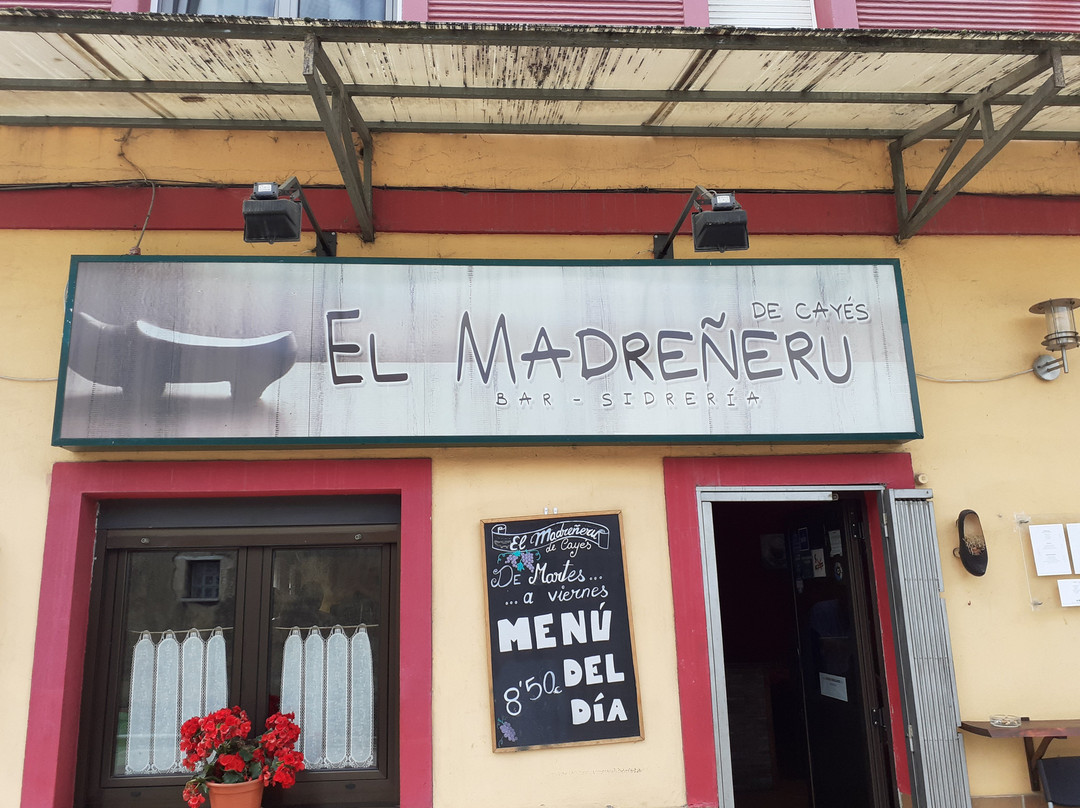 DE CAYÉS
EL MADREÑERU
BAR - SIDRERÍA
El Madreñeru
de Cayés
De Martes...
... a viernes
MENÚ
DEL
8'50€
DÍA